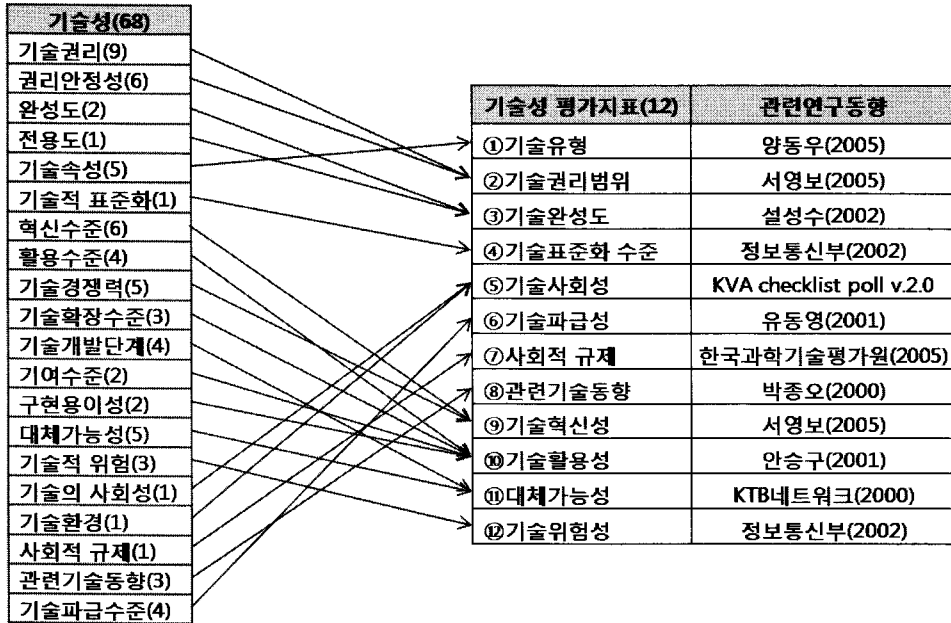 기술성(68)
기술권리(9)
권리안정성(6)
완성도(2)
전용도(1)
기술속성(5)
기술적 표준화(1)
혁신수준(6)
활용수준(4)
기술경쟁력(5)
기술확장수준(3)
기술개발단계(4)
기여수준(2)
구현용이성(2)
대체가능성(5)
기술적 위험(3)
기술의 사회성(1)
기술환경(1)
사회적 규제(1)
관련기술동향(3)
기술파급수준(4)
기술성 평가지표(12) 관련연구동향
①기술유형 양동우(2005)
②기술권리범위 서영보(2005)
③기술완성도 설성수(2002)
④기술표준화 수준 정보통신부(2002)
⑤기술사회성 KVA checklist poll v.2.0
⑥기술파급성 유동영(2001)
⑦사회적 규제 한국과학기술평가원(2005)
⑧관련기술동향 박종오(2000)
⑨기술혁신성 서영보(2005)
⑩기술활용성 안승구(2001)
⑪대체가능성 KTB네트워크(2000)
⑫기술위험성 정보통신부(2002)